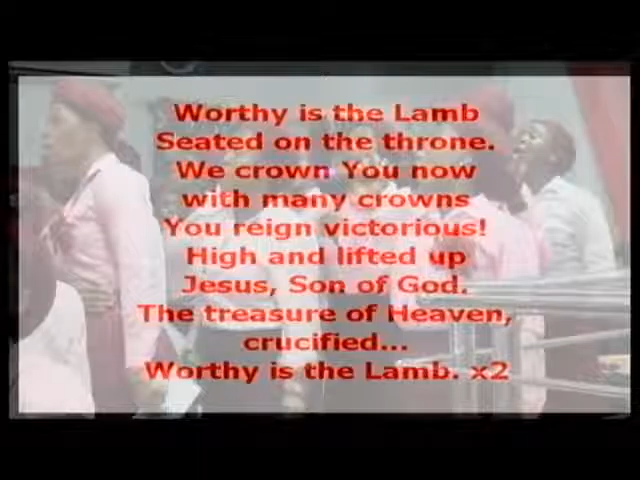 Worthy is the Lamb
Seated on the throne.
We crown You now
with many crowns
You reign victorious!
High and lifted up
Jesus, Son of God.
The treasure of Heaven,
crucified...
Worthy is the Lamb. x2